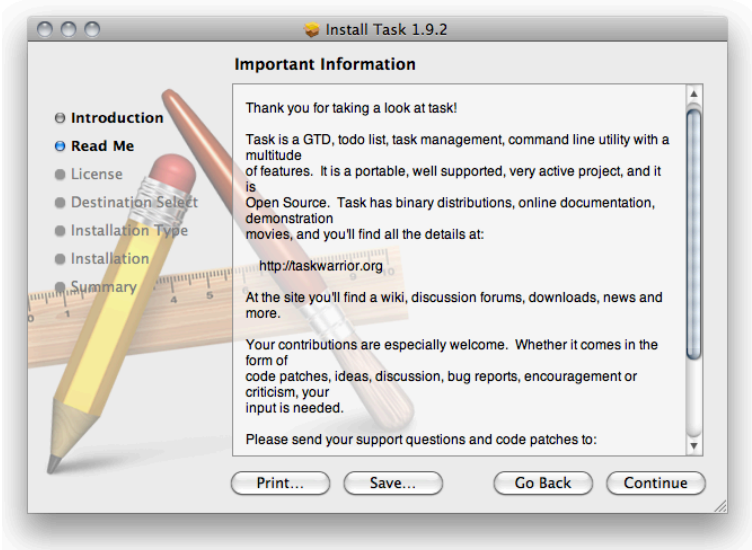 Install Task 1.9.2
Important Information
Introduction
Read Me
License
Destination Select
Installation Type
Installation
Summary
Thank you for taking a look at task!
Task is a GTD, todo list, task management, command line utility with a
multitude
of features.  It is a portable, well supported, very active project, and it
is
Open Source.  Task has binary distributions, online documentation,
demonstration
movies, and you'll find all the details at:
http://taskwarrior.org
At the site you'll find a wiki, discussion forums, downloads, news and
more.
Your contributions are especially welcome.  Whether it comes in the
form of
code patches, ideas, discussion, bug reports, encouragement or
criticism, your
input is needed.
Please send your support questions and code patches to:
Print...
Save...
Go Back
Continue